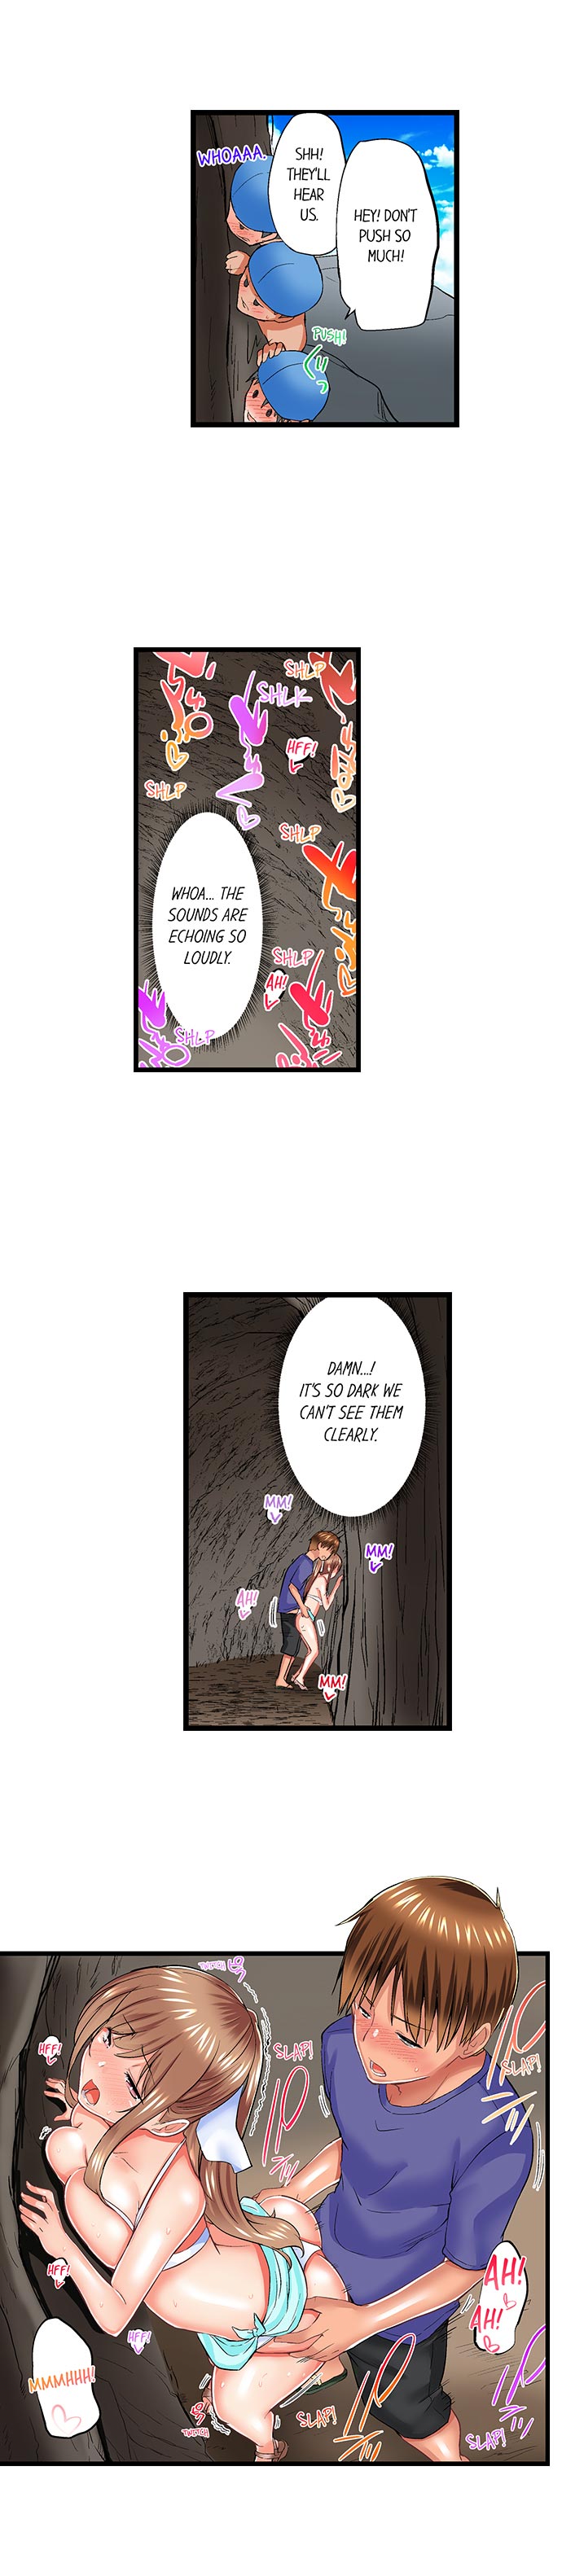 HEY! DON'T
PUSH SO
MUCH!
SHH!
THEY'LL
HEAR
US.
WHOAAA.
PUSH!
SHLP
SHLK
HFF!
SHLP
SHLP
WHOA... THE
SOUNDS ARE
ECHOING SO
LOUDLY.
SHLP
AH!
SHLP
DAMN...!
IT'S SO DARK WE
CAN'T SEE THEM
CLEARLY.
MM!
MM!
AH!
MM!
TWITCH
HFF!
SLAP!
SLAP!
AH!
AH!
HFF!
HFF!
MMMHHH!
SLAP!
TWITCH
SLAP!